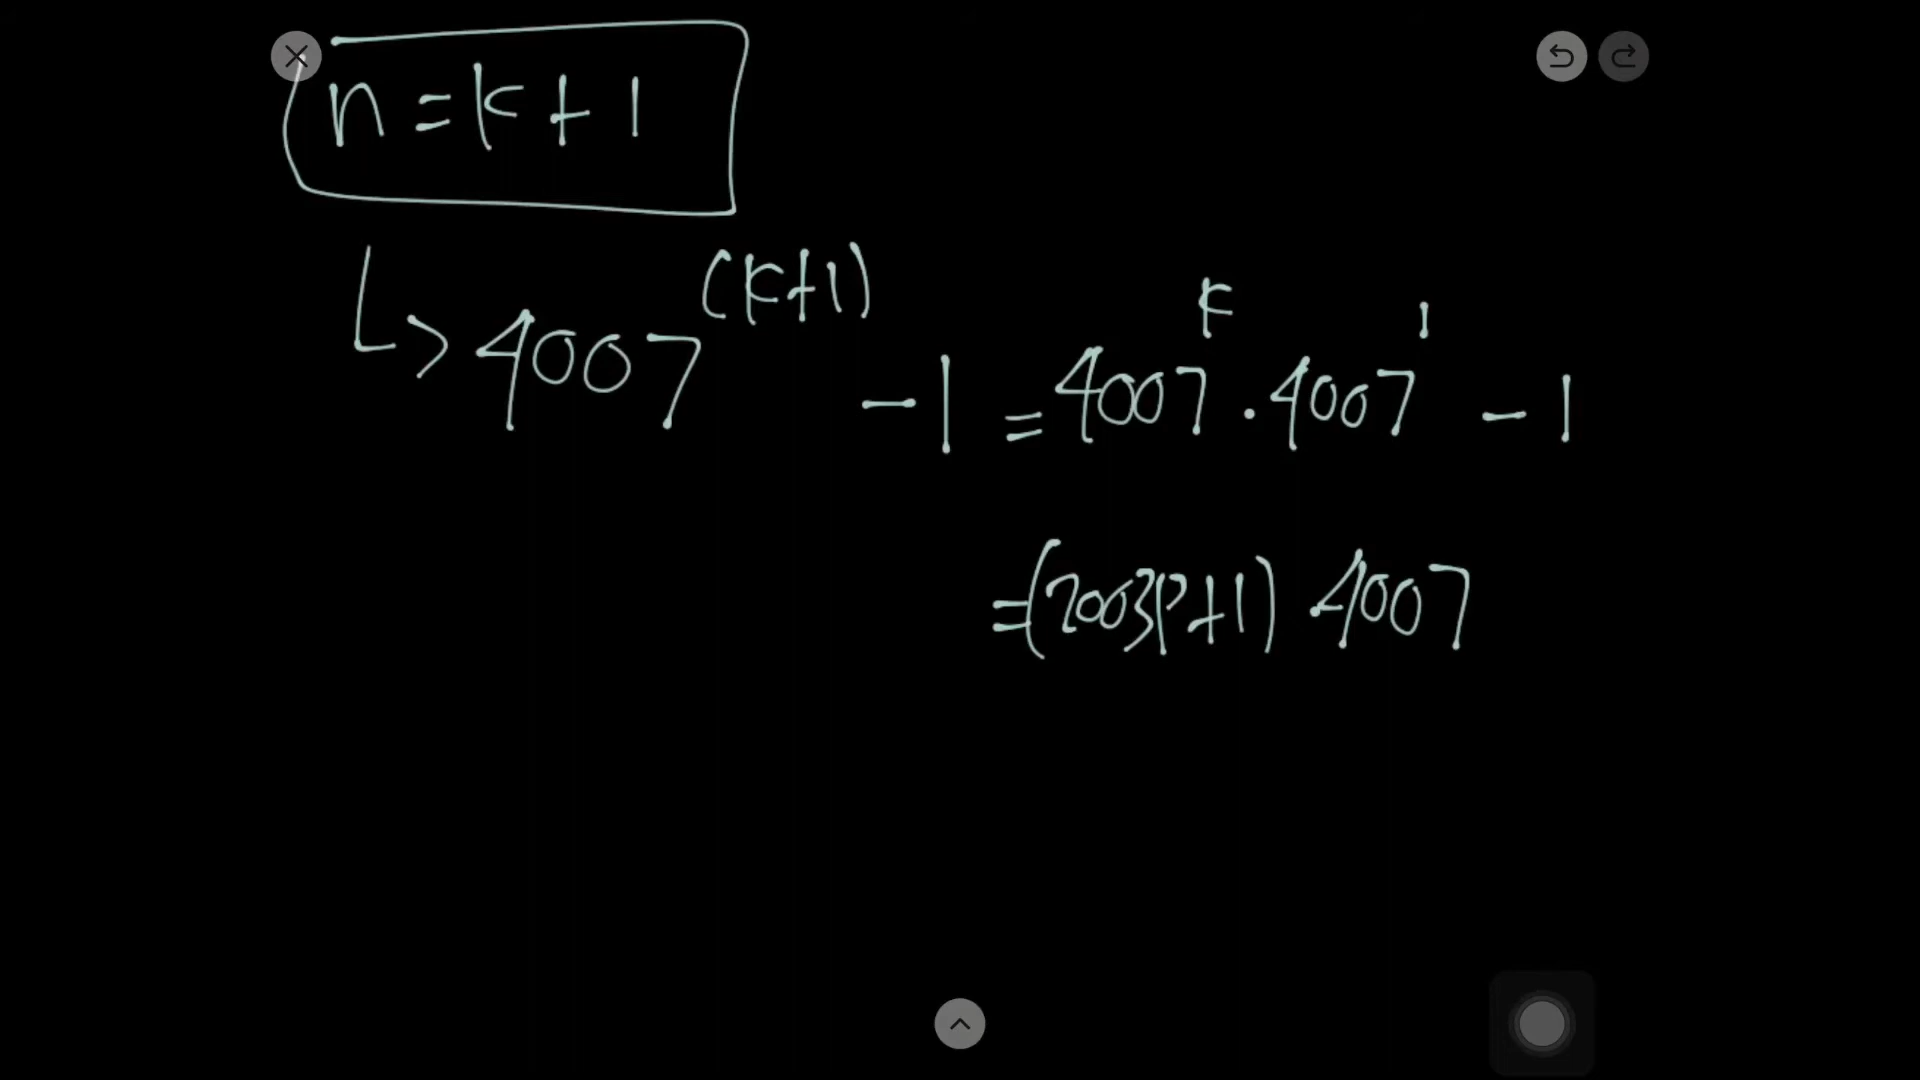 n = k + 1
↳ 4007^(k+1) - 1 = 4007^k · 4007^1 - 1
= (2003p + 1) · 4007